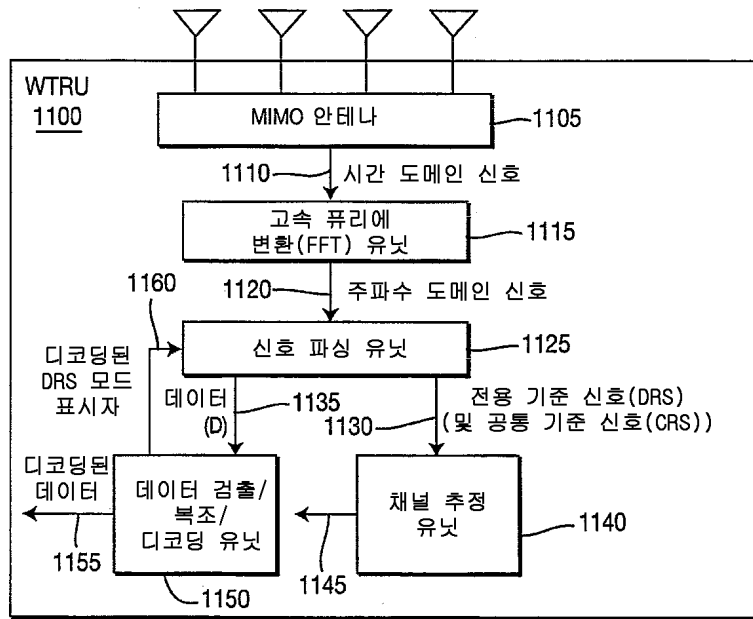 WTRU
1100
MIMO 안테나
1105
1110
시간 도메인 신호
고속 퓨리에
변환(FFT) 유닛
1115
1160
1120
주파수 도메인 신호
신호 파싱 유닛
1125
디코딩된
DRS 모드
표시자
데이터
(D)
1135
1130
전용 기준 신호(DRS)
(및 공통 기준 신호(CRS))
디코딩된
데이터
1155
데이터 검출/
복조/
디코딩 유닛
1150
1145
채널 추정
유닛
1140